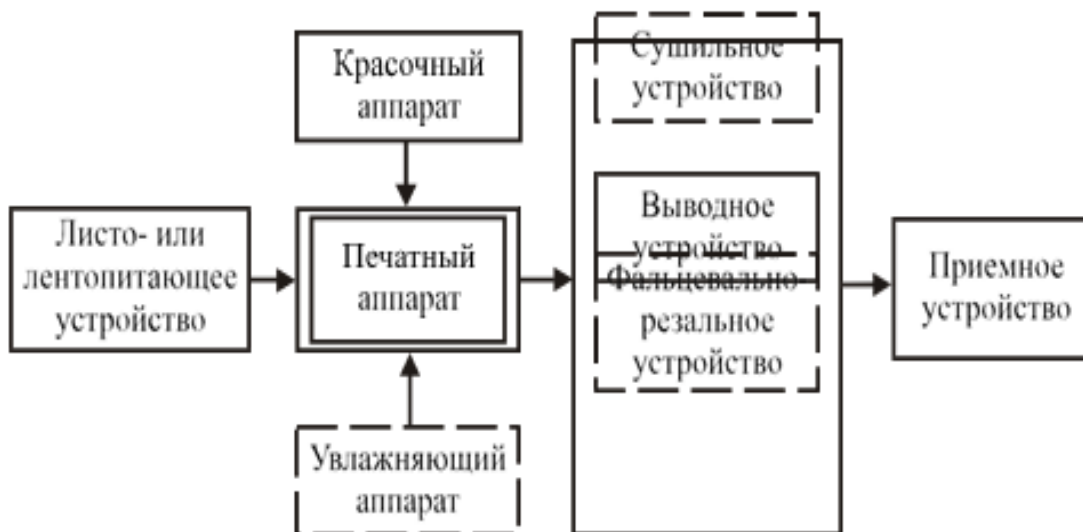 Красочный
аппарат
Листо- или
лентопитающее
устройство
Печатный
аппарат
Увлажняющий
аппарат
Сушильное
устройство
Выводное
устройство
Фальцевально-
резальное
устройство
Приемное
устройство